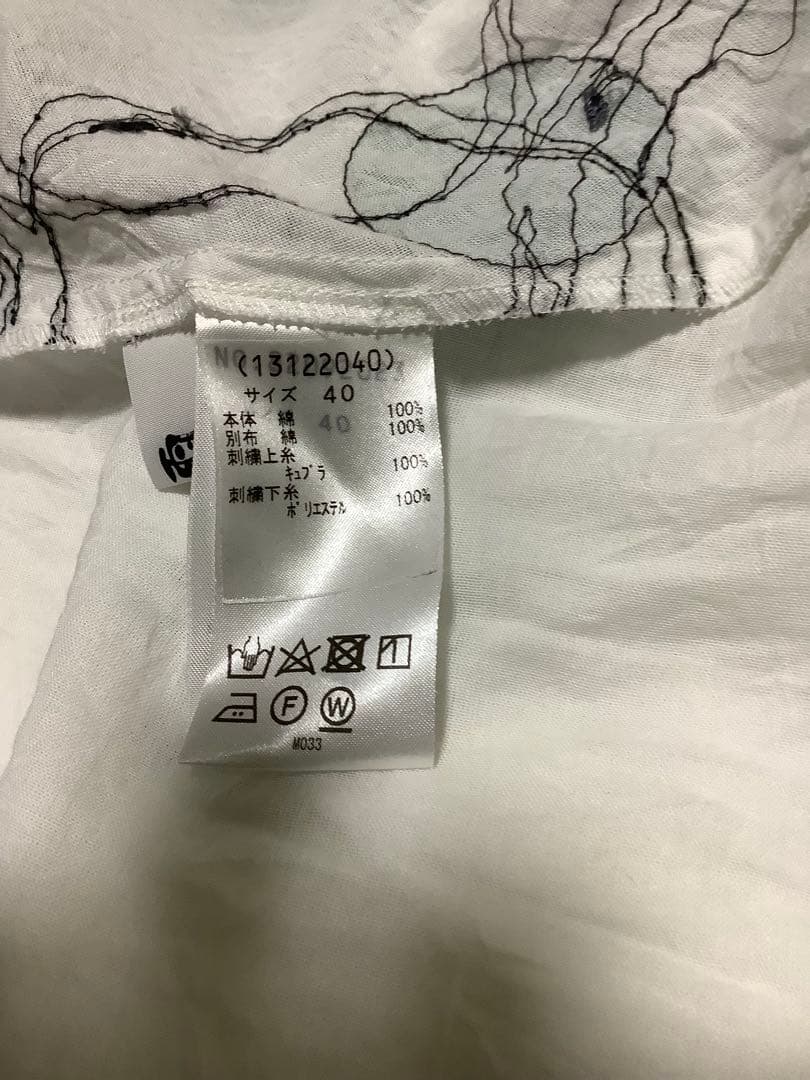 (13122040)
サイズ 40
本体 綿 100%
別布 綿 100%
刺繍上糸
キュプラ 100%
刺繍下糸
ポリエステル 100%
F W
M033